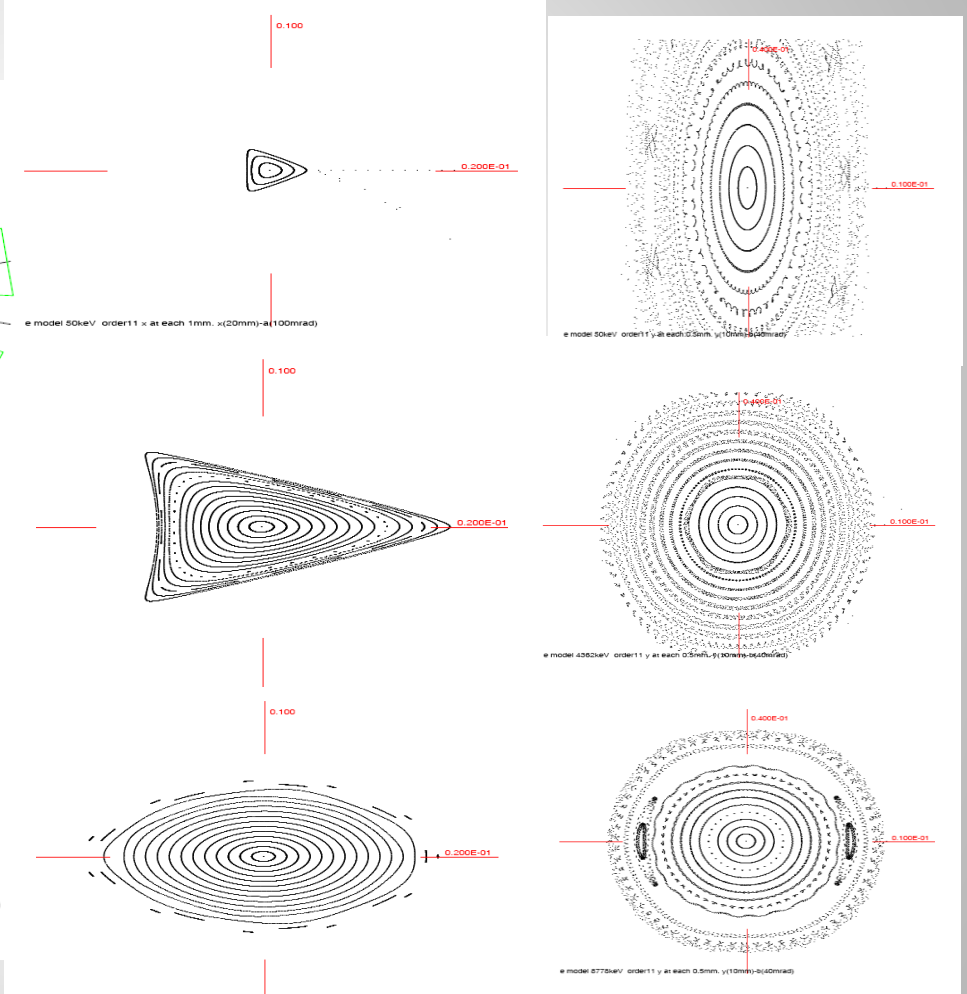 0.100
0.400E-01
0.200E-01
0.100E-01
e model 50keV order11 x at each 1mm. x(20mm)-a(100mrad)
e model 50keV order11 y at each 0.5mm. y(10mm)-b(40mrad)
0.100
0.400E-01
0.200E-01
0.100E-01
e model 4382keV order11 y at each 0.5mm. y(10mm)-b(40mrad)
0.100
0.400E-01
0.200E-01
0.100E-01
e model 8778keV order11 y at each 0.5mm. y(10mm)-b(40mrad)